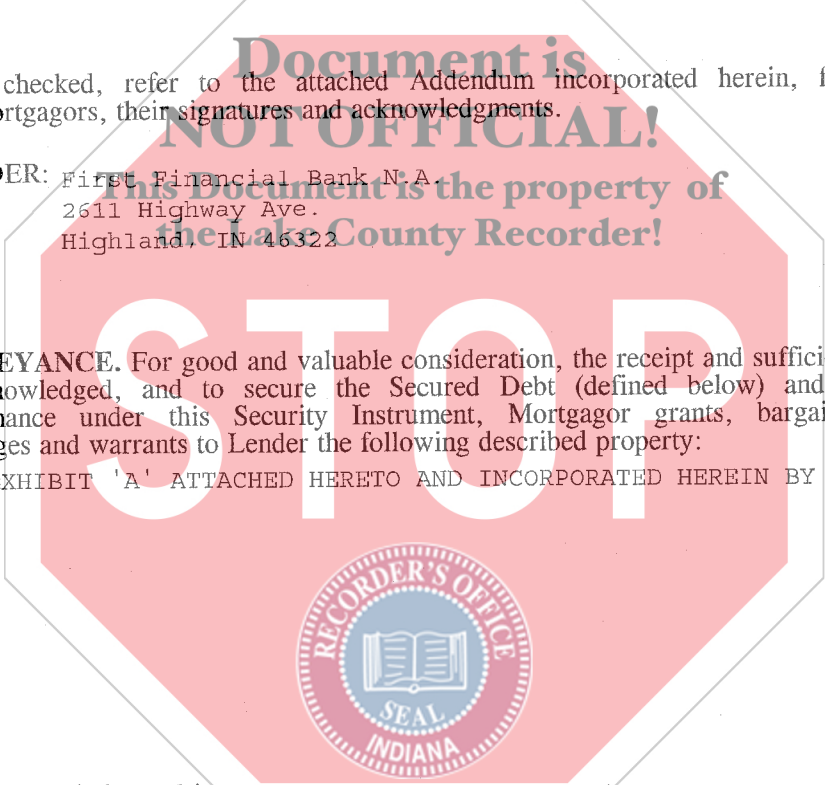 Document is
checked, refer to the attached Addendum incorporated herein, f
rtgagors, their signatures and acknowledgments.
NOT OFFICIAL!
ER: First Financial Bank N.A.
This Document is the property of
2611 Highway Ave.
the Lake County Recorder!
Highland, IN 46322
STOP
EYANCE. For good and valuable consideration, the receipt and suffici
owledged, and to secure the Secured Debt (defined below) and
nance under this Security Instrument, Mortgagor grants, bargai
ges and warrants to Lender the following described property:
XHIBIT 'A' ATTACHED HERETO AND INCORPORATED HEREIN BY
RECORDER'S OFFICE
SEAL
INDIANA